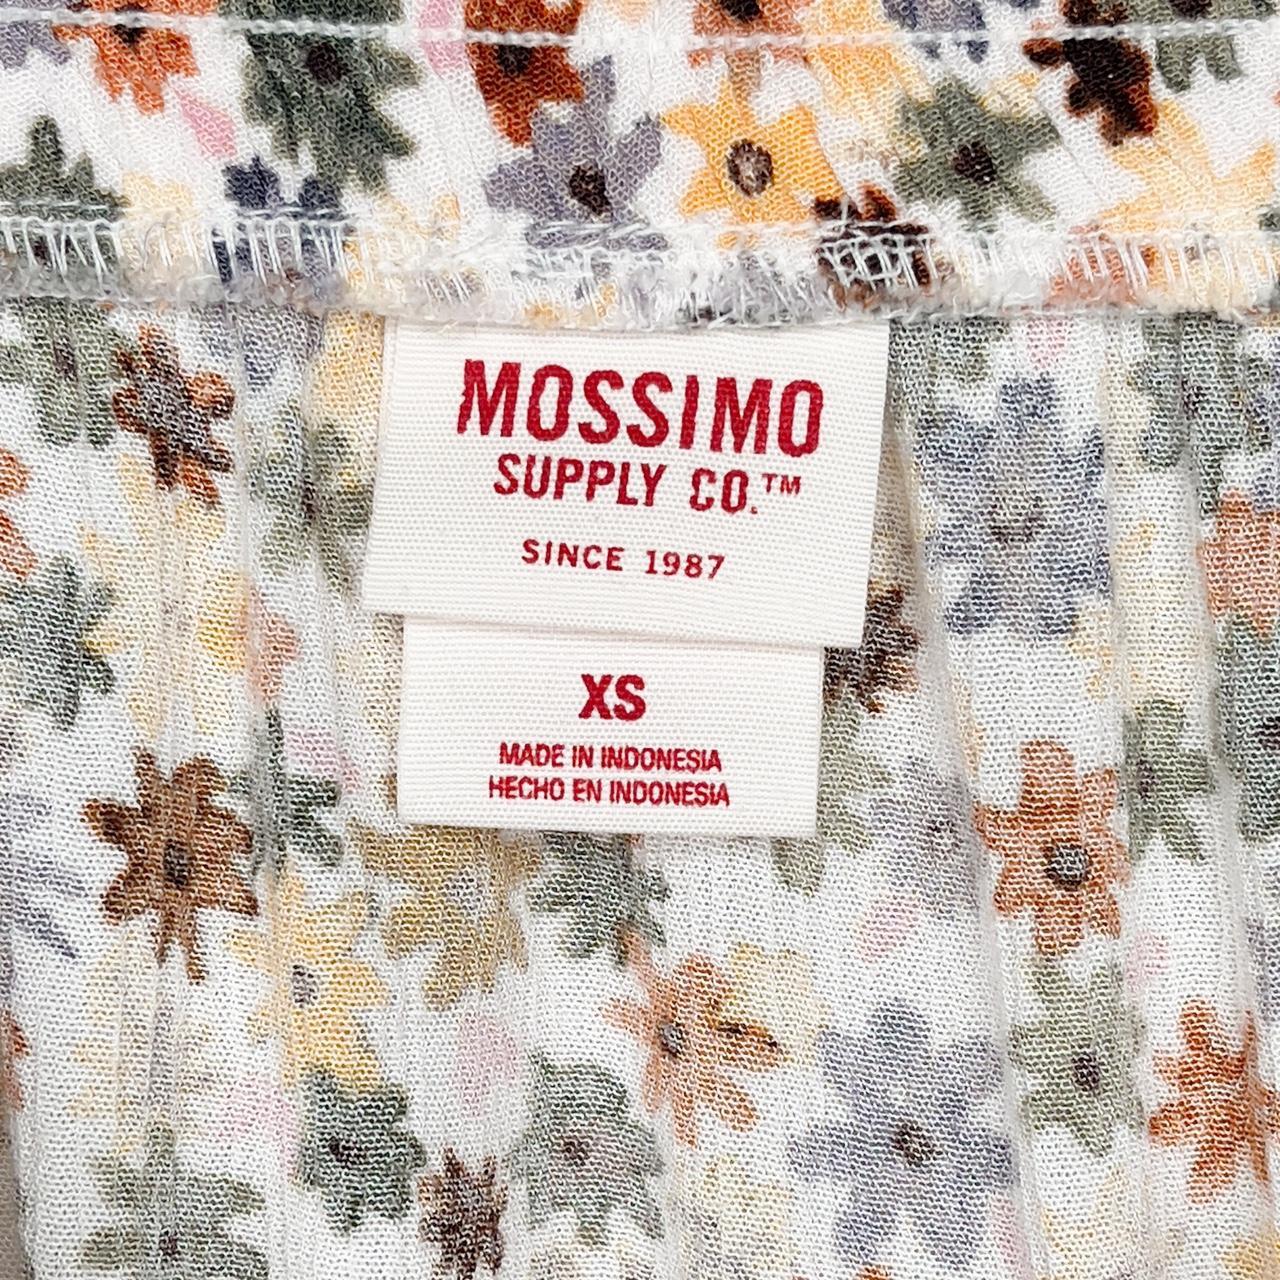 MOSSIMO
SUPPLY CO.™
SINCE 1987
XS
MADE IN INDONESIA
HECHO EN INDONESIA